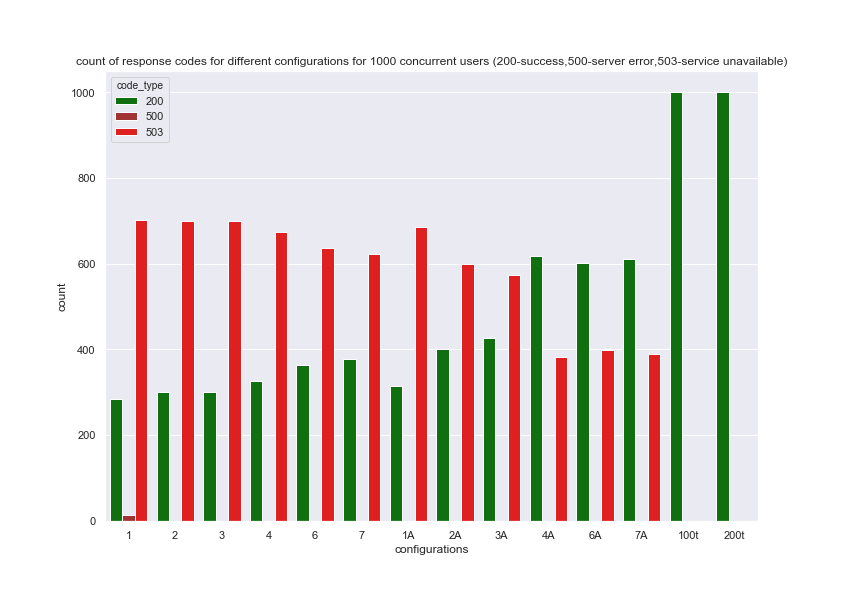 count of response codes for different configurations for 1000 concurrent users (200-success,500-server error,503-service unavailable)
code_type
200
500
503
1000
800
600
400
200
0
count
1 2 3 4 6 7 1A 2A 3A 4A 6A 7A 100t 200t
configurations